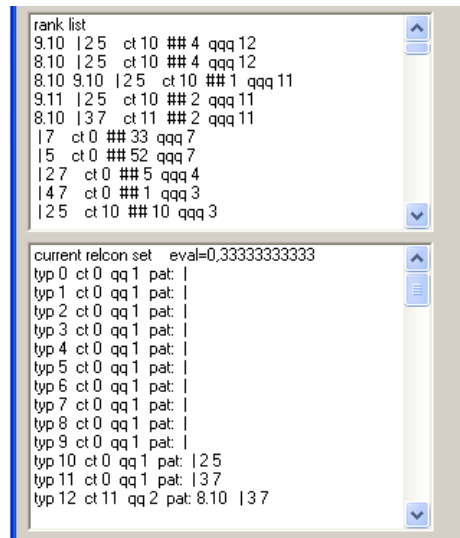 rank list
9.10 | 2 5 ct 10 ## 4 qqq 12
8.10 | 2 5 ct 10 ## 4 qqq 12
8.10 9.10 | 2 5 ct 10 ## 1 qqq 11
9.11 | 2 5 ct 10 ## 2 qqq 11
8.10 | 3 7 ct 11 ## 2 qqq 11
| 7 ct 0 ## 33 qqq 7
| 5 ct 0 ## 52 qqq 7
| 2 7 ct 0 ## 5 qqq 4
| 4 7 ct 0 ## 1 qqq 3
| 2 5 ct 10 ## 10 qqq 3
current relcon set eval=0,33333333333
typ 0 ct 0 qq 1 pat: |
typ 1 ct 0 qq 1 pat: |
typ 2 ct 0 qq 1 pat: |
typ 3 ct 0 qq 1 pat: |
typ 4 ct 0 qq 1 pat: |
typ 5 ct 0 qq 1 pat: |
typ 6 ct 0 qq 1 pat: |
typ 7 ct 0 qq 1 pat: |
typ 8 ct 0 qq 1 pat: |
typ 9 ct 0 qq 1 pat: |
typ 10 ct 0 qq 1 pat: | 2 5
typ 11 ct 0 qq 1 pat: | 3 7
typ 12 ct 11 qq 2 pat: 8.10 | 3 7